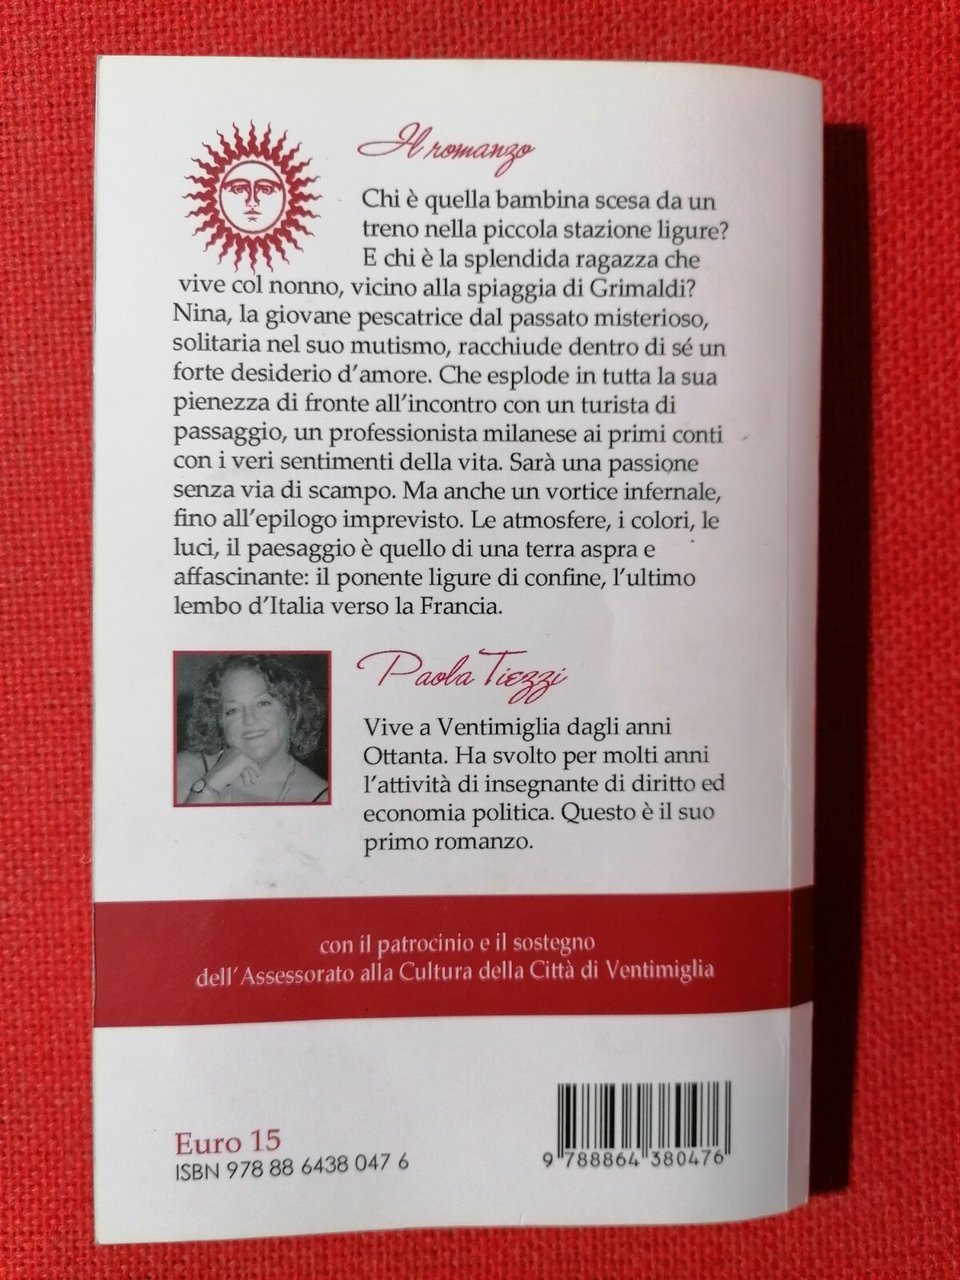 Il romanzo
Chi è quella bambina scesa da un
treno nella piccola stazione ligure?
E chi è la splendida ragazza che
vive col nonno, vicino alla spiaggia di Grimaldi?
Nina, la giovane pescatrice dal passato misterioso,
solitaria nel suo mutismo, racchiude dentro di sé un
forte desiderio d'amore. Che esplode in tutta la sua
pienezza di fronte all'incontro con un turista di
passaggio, un professionista milanese ai primi conti
con i veri sentimenti della vita. Sarà una passione
senza via di scampo. Ma anche un vortice infernale,
fino all'epilogo imprevisto. Le atmosfere, i colori, le
luci, il paesaggio è quello di una terra aspra e
affascinante: il ponente ligure di confine, l'ultimo
lembo d'Italia verso la Francia.
Paola Tiezzi
Vive a Ventimiglia dagli anni
Ottanta. Ha svolto per molti anni
l'attività di insegnante di diritto ed
economia politica. Questo è il suo
primo romanzo.
con il patrocinio e il sostegno
dell'Assessorato alla Cultura della Città di Ventimiglia
Euro 15
ISBN 978 88 6438 047 6
9 788864 380476